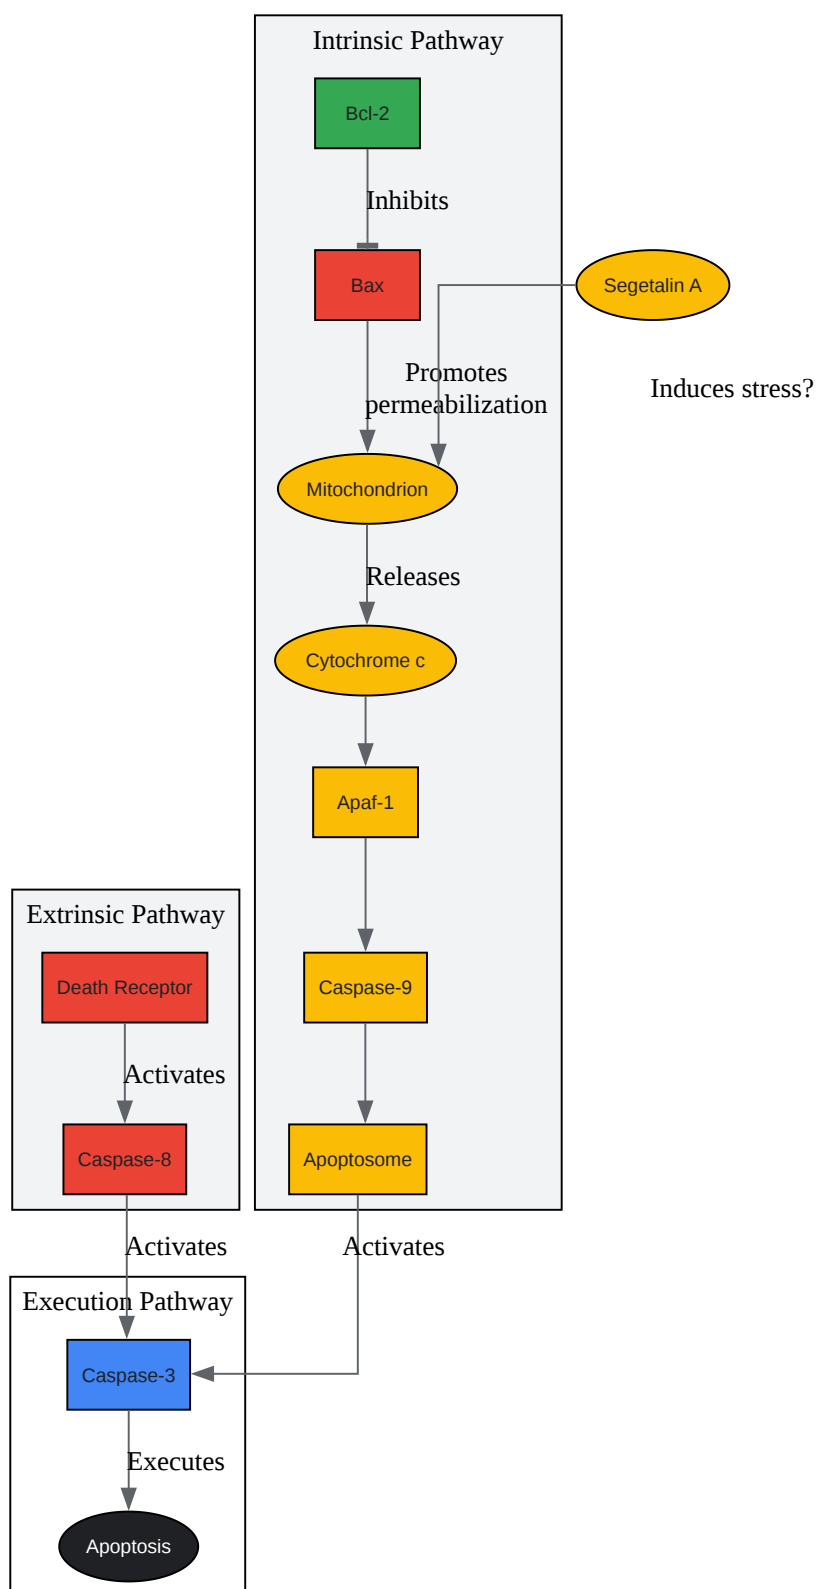 Intrinsic Pathway
Bcl-2
Inhibits
Bax
Segetalin A
Promotes
permeabilization
Induces stress?
Mitochondrion
Releases
Cytochrome c
Apaf-1
Extrinsic Pathway
Death Receptor
Caspase-9
Activates
Caspase-8
Apoptosome
Activates
Activates
Execution Pathway
Caspase-3
Executes
Apoptosis